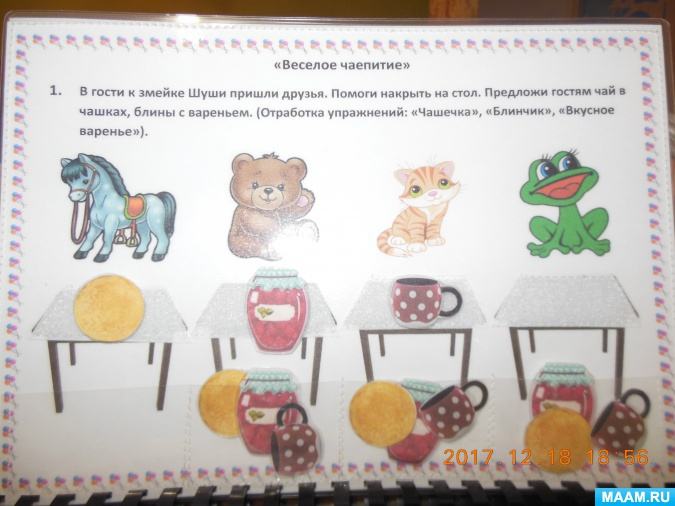 «Веселое чаепитие»
1. В гости к змейке Шуши пришли друзья. Помоги накрыть на стол. Предложи гостям чай в
чашках, блины с вареньем. (Отработка упражнений: «Чашечка», «Блинчик», «Вкусное
варенье»).
2017.12.18 18:56
MAAM.RU